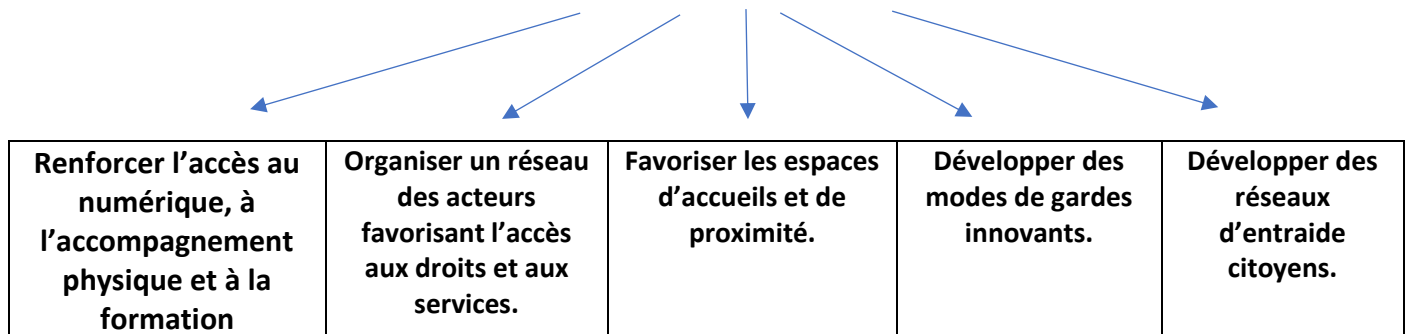 Renforcer l’accès au
numérique, à
l’accompagnement
physique et à la
formation
Organiser un réseau
des acteurs
favorisant l’accès
aux droits et aux
services.
Favoriser les espaces
d’accueils et de
proximité.
Développer des
modes de gardes
innovants.
Développer des
réseaux
d’entraide
citoyens.